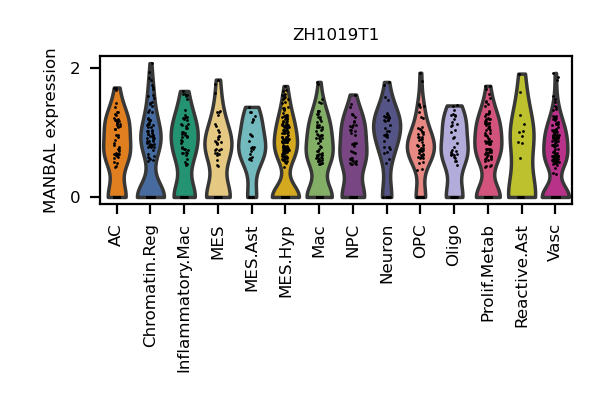 ZH1019T1
MANBAL expression
2
0
AC
Chromatin.Reg
Inflammatory.Mac
MES
MES.Ast
MES.Hyp
Mac
NPC
Neuron
OPC
Oligo
Prolif.Metab
Reactive.Ast
Vasc